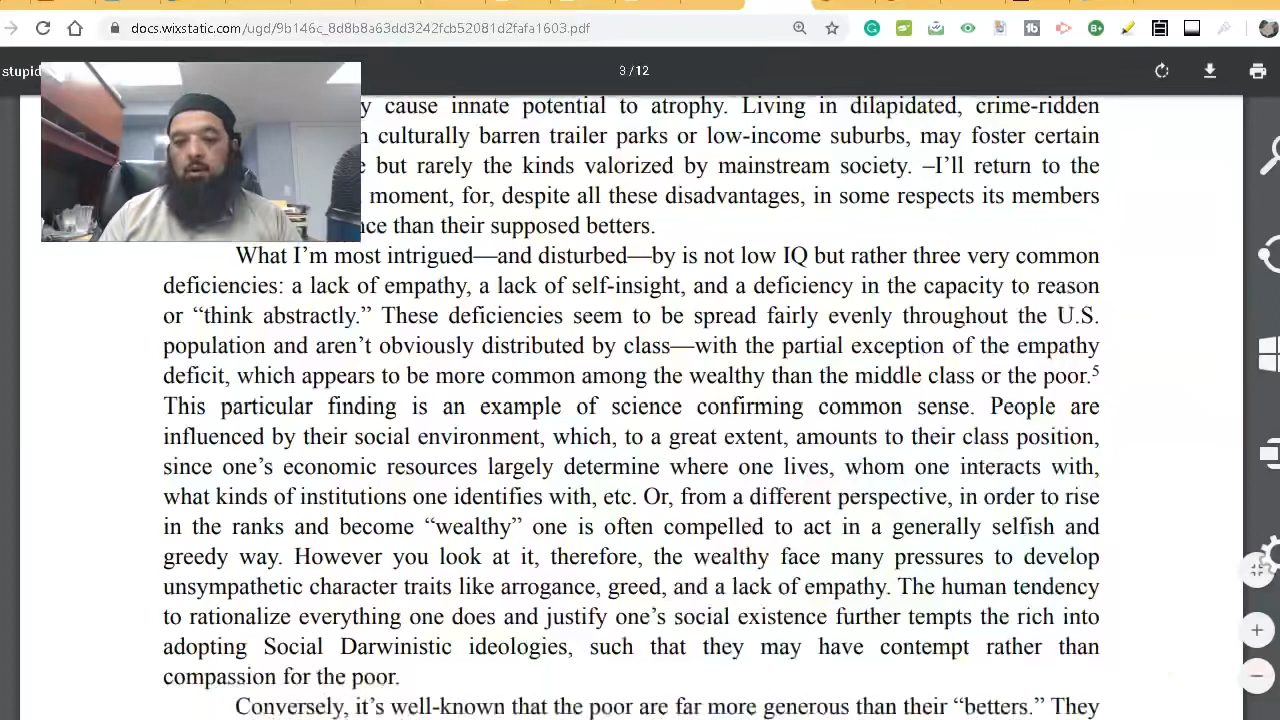 docs.wixstatic.com/ugd/9b146c_8d8b8a63dd3242fcb52081d2fafa1603.pdf
stupid
3 / 12
y cause innate potential to atrophy. Living in dilapidated, crime-ridden
n culturally barren trailer parks or low-income suburbs, may foster certain
e but rarely the kinds valorized by mainstream society. –I’ll return to the
moment, for, despite all these disadvantages, in some respects its members
nce than their supposed betters.
What I’m most intrigued—and disturbed—by is not low IQ but rather three very common
deficiencies: a lack of empathy, a lack of self-insight, and a deficiency in the capacity to reason
or “think abstractly.” These deficiencies seem to be spread fairly evenly throughout the U.S.
population and aren’t obviously distributed by class—with the partial exception of the empathy
deficit, which appears to be more common among the wealthy than the middle class or the poor.5
This particular finding is an example of science confirming common sense. People are
influenced by their social environment, which, to a great extent, amounts to their class position,
since one’s economic resources largely determine where one lives, whom one interacts with,
what kinds of institutions one identifies with, etc. Or, from a different perspective, in order to rise
in the ranks and become “wealthy” one is often compelled to act in a generally selfish and
greedy way. However you look at it, therefore, the wealthy face many pressures to develop
unsympathetic character traits like arrogance, greed, and a lack of empathy. The human tendency
to rationalize everything one does and justify one’s social existence further tempts the rich into
adopting Social Darwinistic ideologies, such that they may have contempt rather than
compassion for the poor.
Conversely, it’s well-known that the poor are far more generous than their “betters.” They